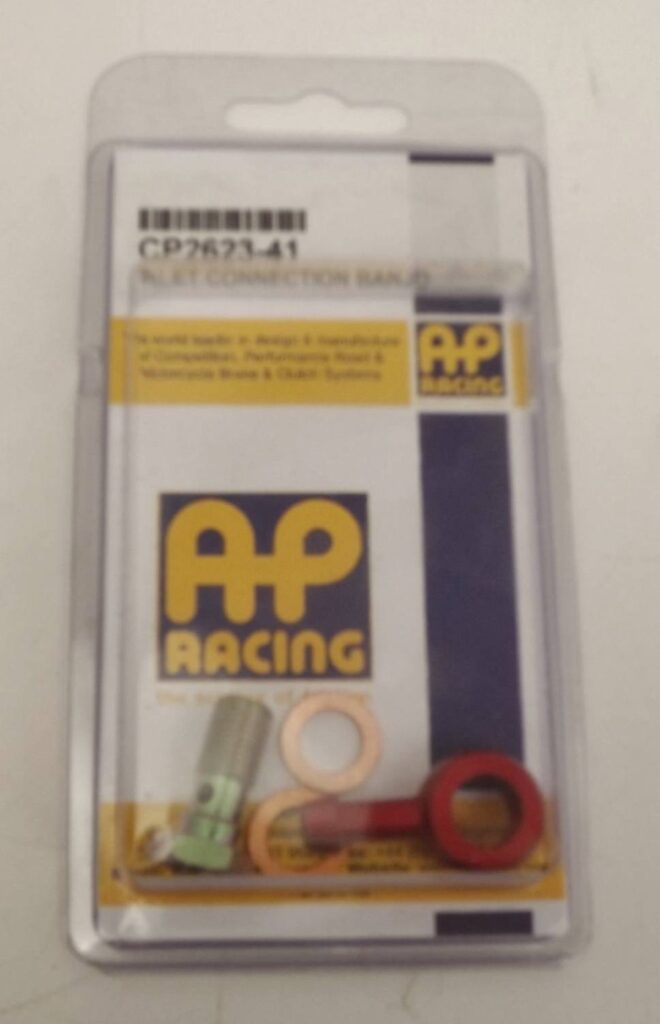 CP2623-41
INLET CONNECTION BANJO
The world leader in design & manufacture
of Competition, Performance Road &
Motorcycle Brake & Clutch Systems
AP
RACING
AP
RACING